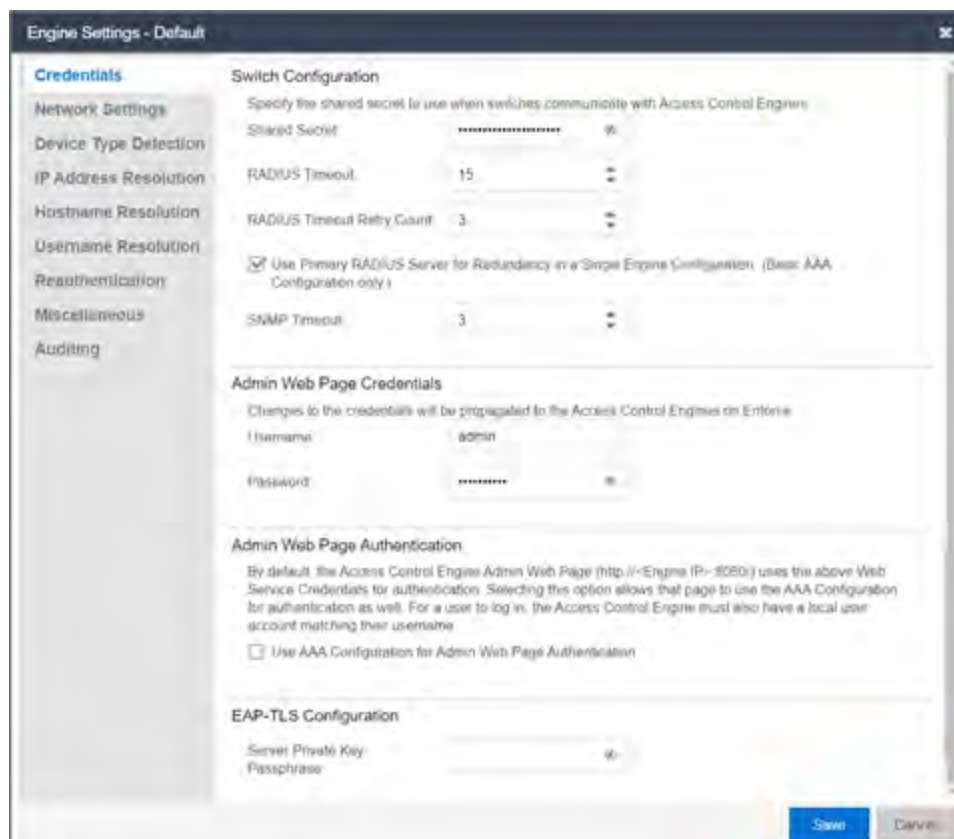 Engine Settings - Default
Credentials
Network Settings
Device Type Detection
IP Address Resolution
Hostname Resolution
Username Resolution
Reauthentication
Miscellaneous
Auditing
Switch Configuration
Specify the shared secret to use when switches communicate with Access Control Engines
Shared Secret
RADIUS Timeout
15
RADIUS Timeout Retry Count
3
Use Primary RADIUS Server for Redundancy in a Single Engine Configuration. (Basic AAA
Configuration only.)
SNMP Timeout
3
Admin Web Page Credentials
Changes to the credentials will be propagated to the Access Control Engines on Enforce
Username
admin
Password
Admin Web Page Authentication
By default, the Access Control Engine Admin Web Page (http://<Engine IP>:8080/) uses the above Web
Service Credentials for authentication. Selecting this option allows that page to use the AAA Configuration
for authentication as well. For a user to log in, the Access Control Engine must also have a local user
account matching their username
Use AAA Configuration for Admin Web Page Authentication
EAP-TLS Configuration
Server Private Key
Passphrase
Save
Cancel